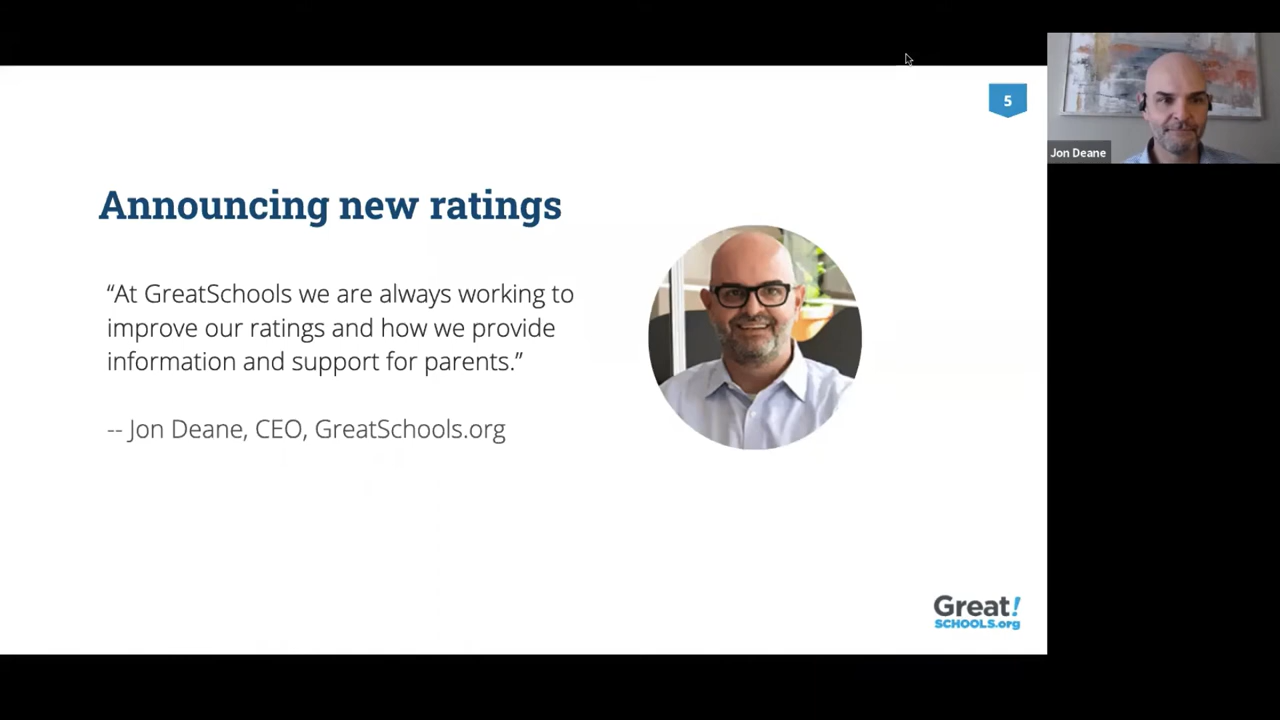 5
Jon Deane
Announcing new ratings
“At GreatSchools we are always working to
improve our ratings and how we provide
information and support for parents.”
-- Jon Deane, CEO, GreatSchools.org
Great!
SCHOOLS.org